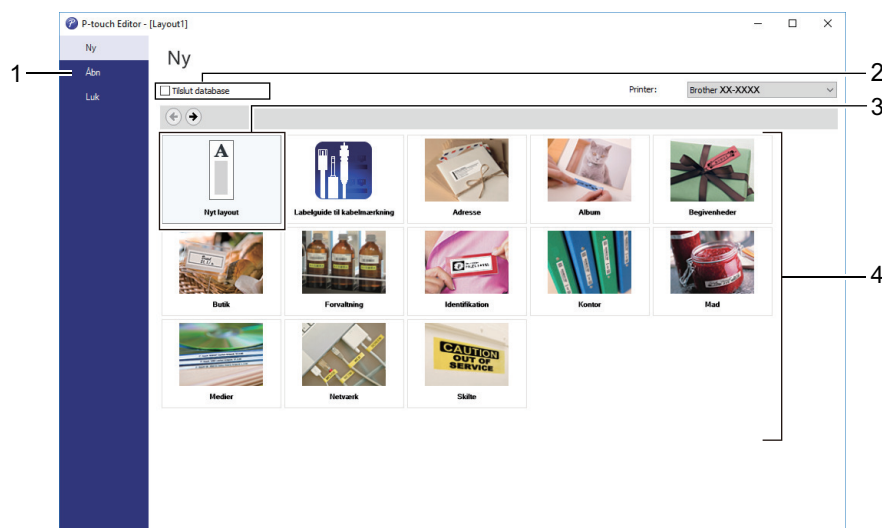 P-touch Editor - [Layout1]
Ny
Åbn
Luk
Ny
Tilslut database
Printer:
Brother XX-XXXX
1
2
3
4
A
Nyt layout
Labelguide til kabelmærkning
Adresse
Album
Begivenheder
Butik
Forvaltning
Identifikation
Kontor
Mad
Medier
Netværk
CAUTION
OUT OF
SERVICE
Skilte